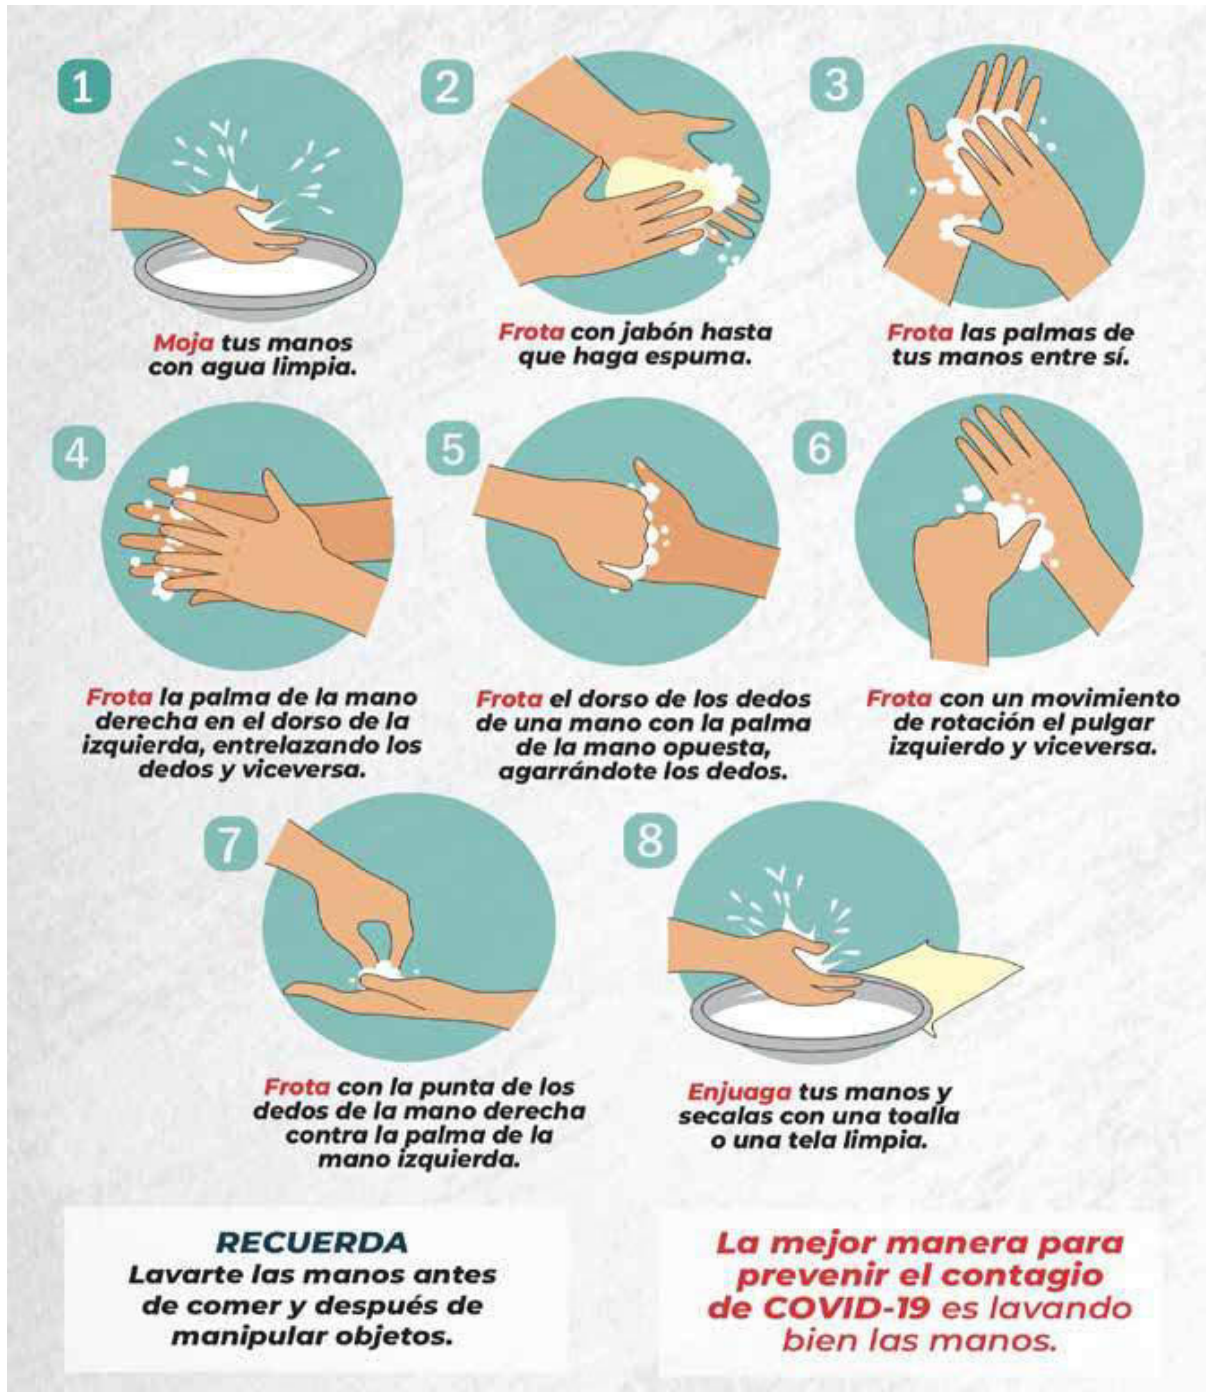 1
Moja tus manos
con agua limpia.
2
Frota con jabón hasta
que haga espuma.
3
Frota las palmas de
tus manos entre sí.
4
Frota la palma de la mano
derecha en el dorso de la
izquierda, entrelazando los
dedos y viceversa.
5
Frota el dorso de los dedos
de una mano con la palma
de la mano opuesta,
agarrándote los dedos.
6
Frota con un movimiento
de rotación el pulgar
izquierdo y viceversa.
7
Frota con la punta de los
dedos de la mano derecha
contra la palma de la
mano izquierda.
8
Enjuaga tus manos y
secalas con una toalla
o una tela limpia.
RECUERDA
Lavarte las manos antes
de comer y después de
manipular objetos.
La mejor manera para
prevenir el contagio
de COVID-19 es lavando
bien las manos.